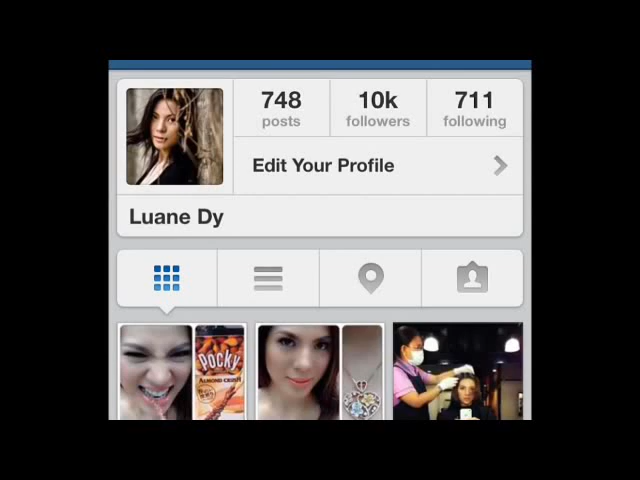 748 10k 711
posts followers following
Edit Your Profile
Luane Dy
POCKY
ALMOND CRUSH